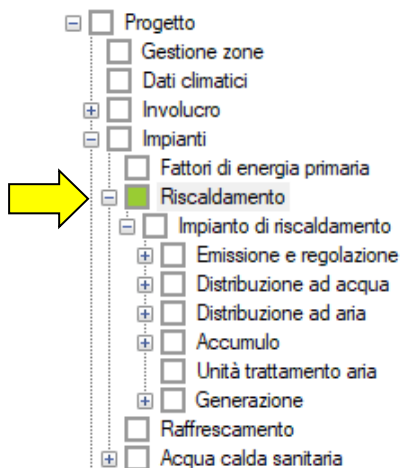 Progetto
Gestione zone
Dati climatici
Involucro
Impianti
Fattori di energia primaria
Riscaldamento
Impianto di riscaldamento
Emissione e regolazione
Distribuzione ad acqua
Distribuzione ad aria
Accumulo
Unità trattamento aria
Generazione
Raffrescamento
Acqua calda sanitaria